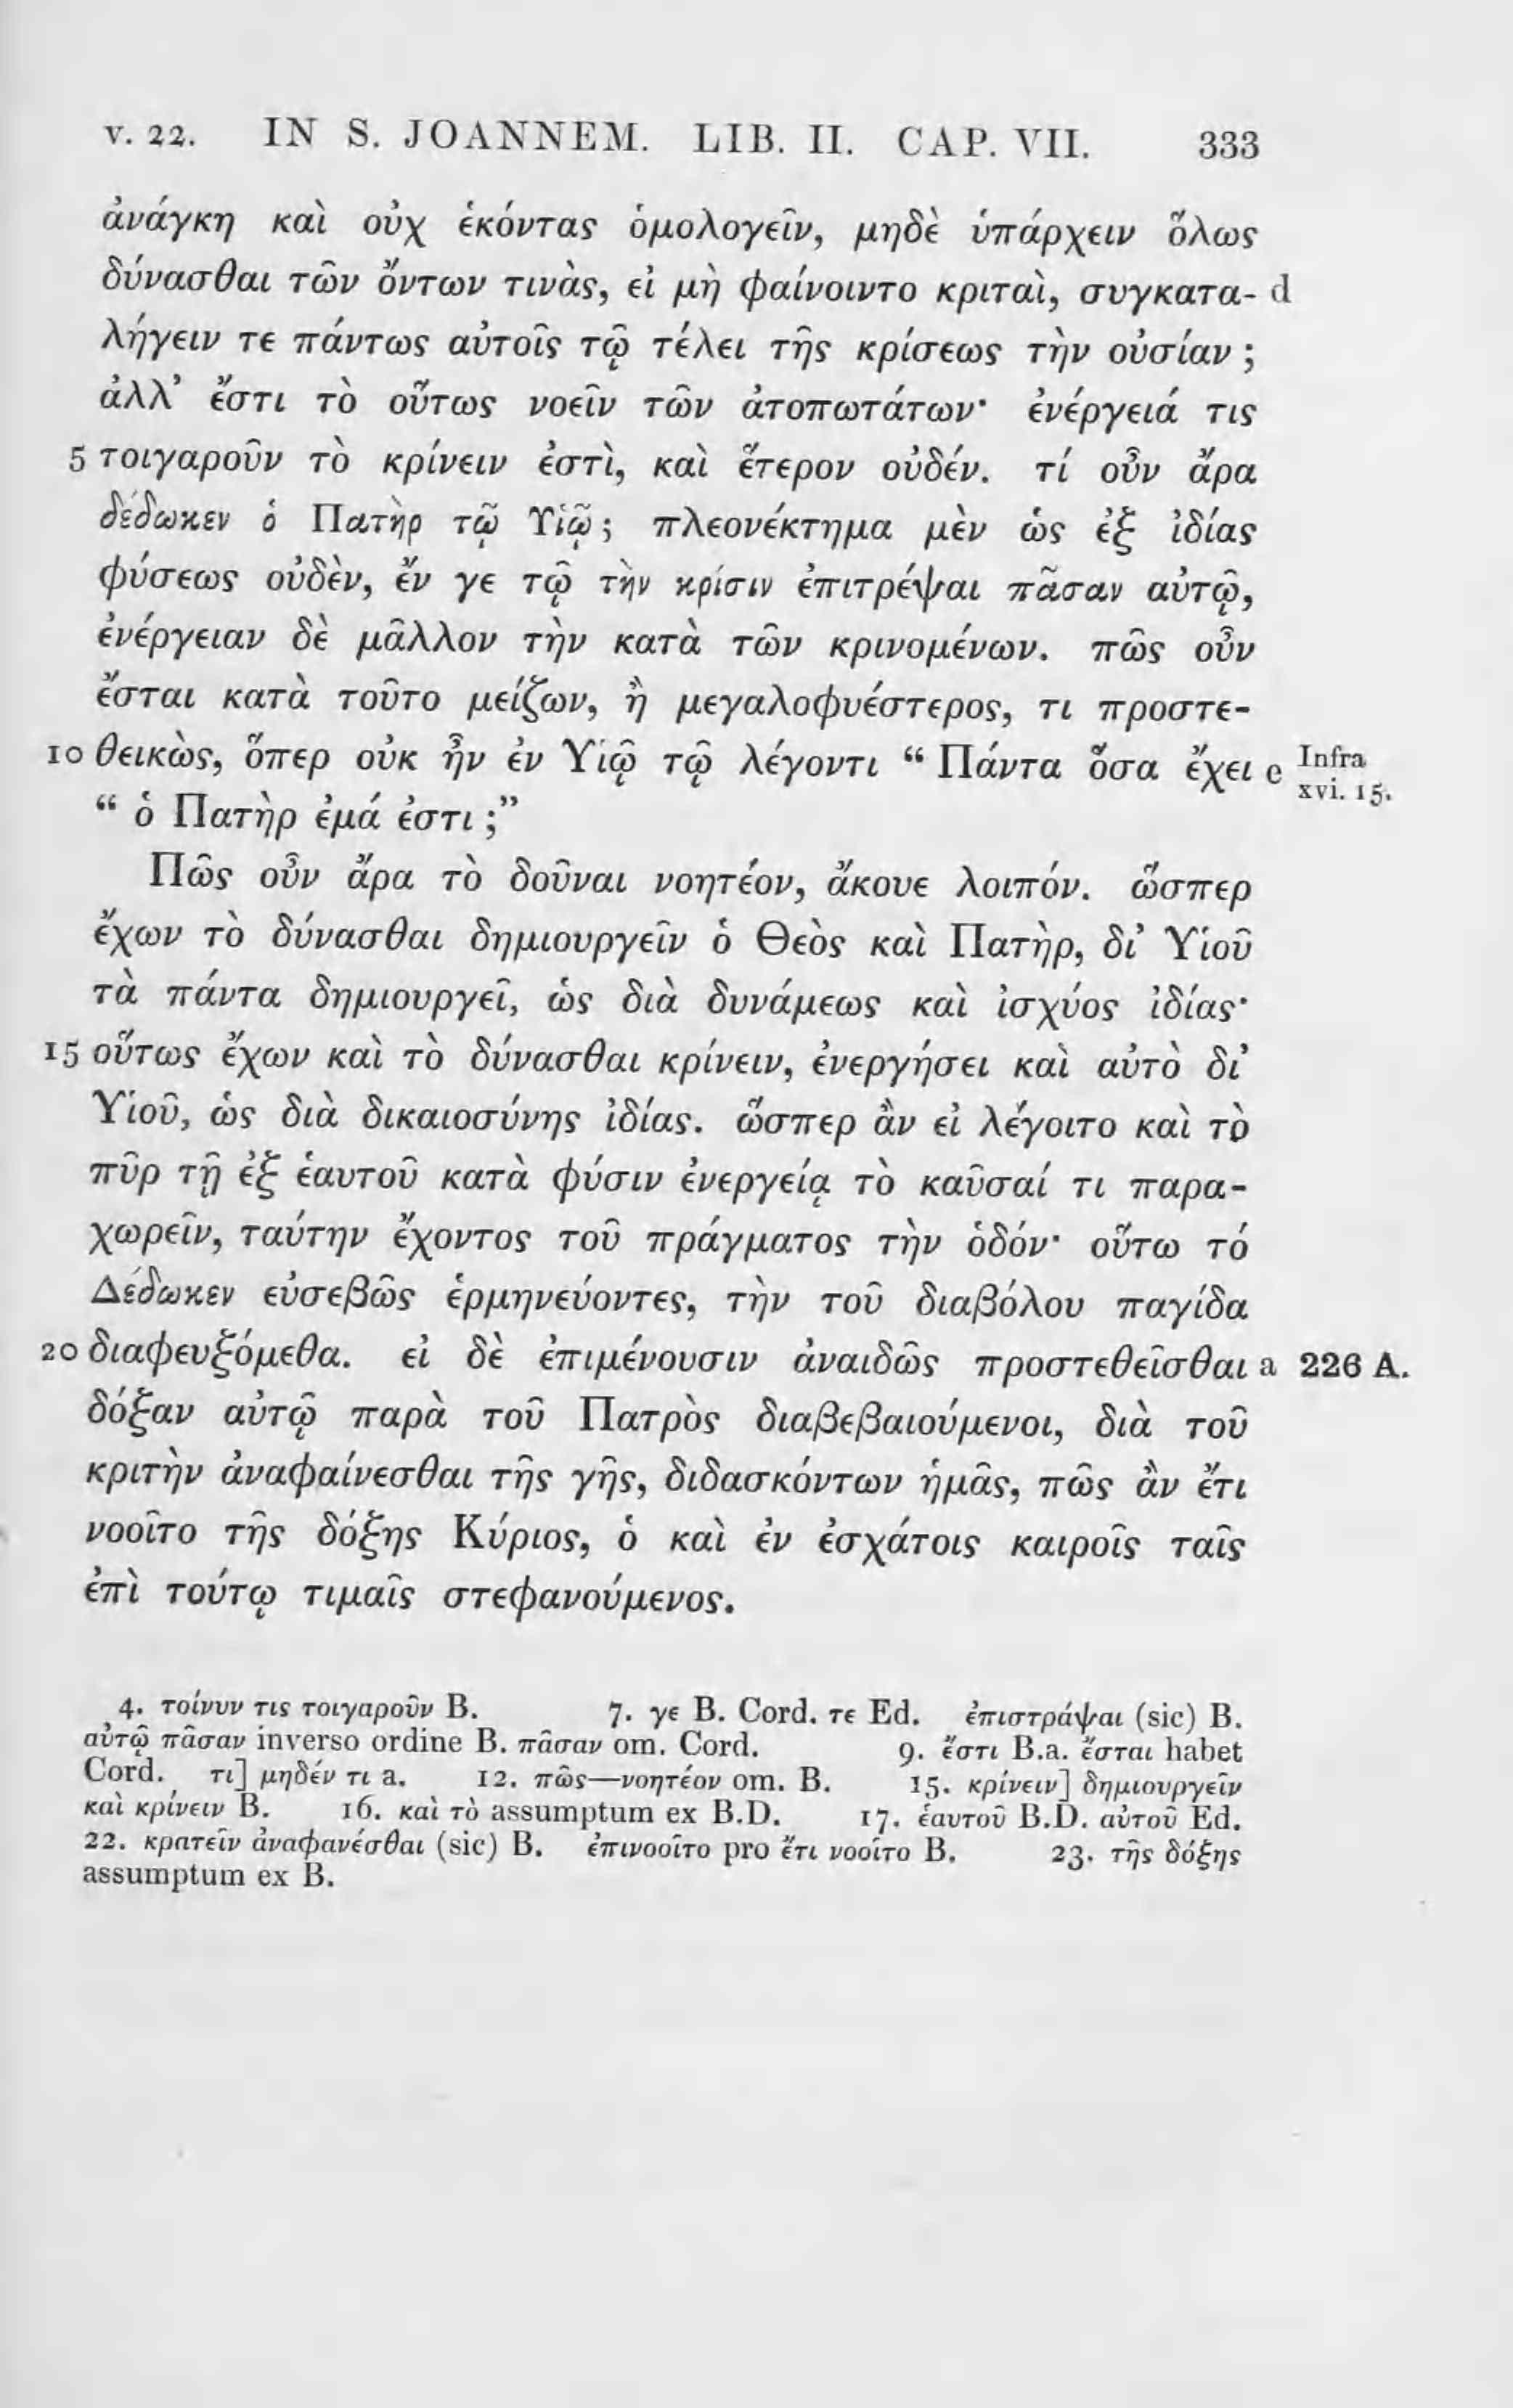 v. 22. IN S. JOANNEM. LIB. II. CAP. VII. 333
ἀνάγκη καὶ οὐχ ἑκόντας ὁμολογεῖν, μηδὲ ὑπάρχειν ὅλως
δύνασθαι τῶν ὄντων τινὰς, εἰ μὴ φαίνοιντο κριταὶ, συγκατα- d
λήγειν τε πάντως αὐτοῖς τῷ τέλει τῆς κρίσεως τὴν οὐσίαν ;
ἀλλ’ ἔστι τὸ οὕτως νοεῖν τῶν ἀτοπωτάτων· ἐνέργειά τις
5 τοιγαροῦν τὸ κρίνειν ἐστὶ, καὶ ἕτερον οὐδέν. τί οὖν ἄρα
δέδωκεν ὁ Πατὴρ τῷ Υἱῷ ; πλεονέκτημα μὲν ὡς ἐξ ἰδίας
φύσεως οὐδὲν, ἔν γε τῷ τὴν κρίσιν ἐπιτρέψαι πᾶσαν αὐτῷ,
ἐνέργειαν δὲ μᾶλλον τὴν κατὰ τῶν κρινομένων. πῶς οὖν
ἔσται κατὰ τοῦτο μείζων, ἢ μεγαλοφυέστερος, τι προστε-
10 θεικὼς, ὅπερ οὐκ ἦν ἐν Υἱῷ τῷ λέγοντι “ Πάντα ὅσα ἔχει e Infra xvi. 15.
“ ὁ Πατὴρ ἐμά ἐστι ;”
Πῶς οὖν ἄρα τὸ δοῦναι νοητέον, ἄκουε λοιπόν. ὥσπερ
ἔχων τὸ δύνασθαι δημιουργεῖν ὁ Θεὸς καὶ Πατὴρ, δι’ Υἱοῦ
τὰ πάντα δημιουργεῖ, ὡς διὰ δυνάμεως καὶ ἰσχύος ἰδίας·
15 οὕτως ἔχων καὶ τὸ δύνασθαι κρίνειν, ἐνεργήσει καὶ αὐτὸ δι’
Υἱοῦ, ὡς διὰ δικαιοσύνης ἰδίας. ὥσπερ ἂν εἰ λέγοιτο καὶ τὸ
πῦρ τῇ ἐξ ἑαυτοῦ κατὰ φύσιν ἐνεργείᾳ τὸ καῦσαί τι παρα-
χωρεῖν, ταύτην ἔχοντος τοῦ πράγματος τὴν ὁδόν· οὕτω τό
Δέδωκεν εὐσεβῶς ἑρμηνεύοντες, τὴν τοῦ διαβόλου παγίδα
20 διαφευξόμεθα. εἰ δὲ ἐπιμένουσιν ἀναιδῶς προστεθεῖσθαι a 226 A.
δόξαν αὐτῷ παρὰ τοῦ Πατρὸς διαβεβαιούμενοι, διὰ τοῦ
κριτὴν ἀναφαίνεσθαι τῆς γῆς, διδασκόντων ἡμᾶς, πῶς ἂν ἔτι
νοοῖτο τῆς δόξης Κύριος, ὁ καὶ ἐν ἐσχάτοις καιροῖς ταῖς
ἐπὶ τούτῳ τιμαῖς στεφανούμενος.
4. τοίνυν τις τοιγαροῦν B. 7. γε B. Cord. τε Ed. ἐπιστράψαι (sic) B.
αὐτῷ πᾶσαν inverso ordine B. πᾶσαν om. Cord. 9. ἔστι B.a. ἔσται habet
Cord. τι] μηδέν τι a. 12. πῶς—νοητέον om. B. 15. κρίνειν] δημιουργεῖν
καὶ κρίνειν B. 16. καὶ τὸ assumptum ex B.D. 17. ἑαυτοῦ B.D. αὐτοῦ Ed.
22. κρατεῖν ἀναφανέσθαι (sic) B. ἐπινοοῖτο pro ἔτι νοοῖτο B. 23. τῆς δόξης
assumptum ex B.